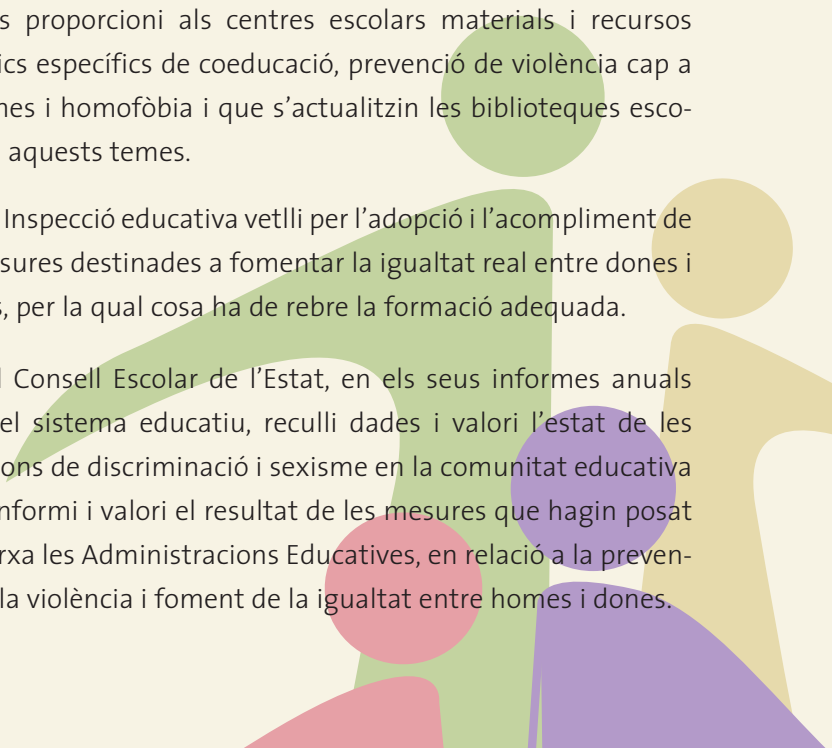 s proporcioni als centres escolars materials i recursos
ics específics de coeducació, prevenció de violència cap a
nes i homofòbia i que s’actualitzin les biblioteques esco-
aquests temes.
Inspecció educativa vetlli per l’adopció i l’acompliment de
sures destinades a fomentar la igualtat real entre dones i
s, per la qual cosa ha de rebre la formació adequada.
l Consell Escolar de l’Estat, en els seus informes anuals
el sistema educatiu, reculli dades i valori l’estat de les
ons de discriminació i sexisme en la comunitat educativa
nformi i valori el resultat de les mesures que hagin posat
rxa les Administracions Educatives, en relació a la preven-
la violència i foment de la igualtat entre homes i dones.